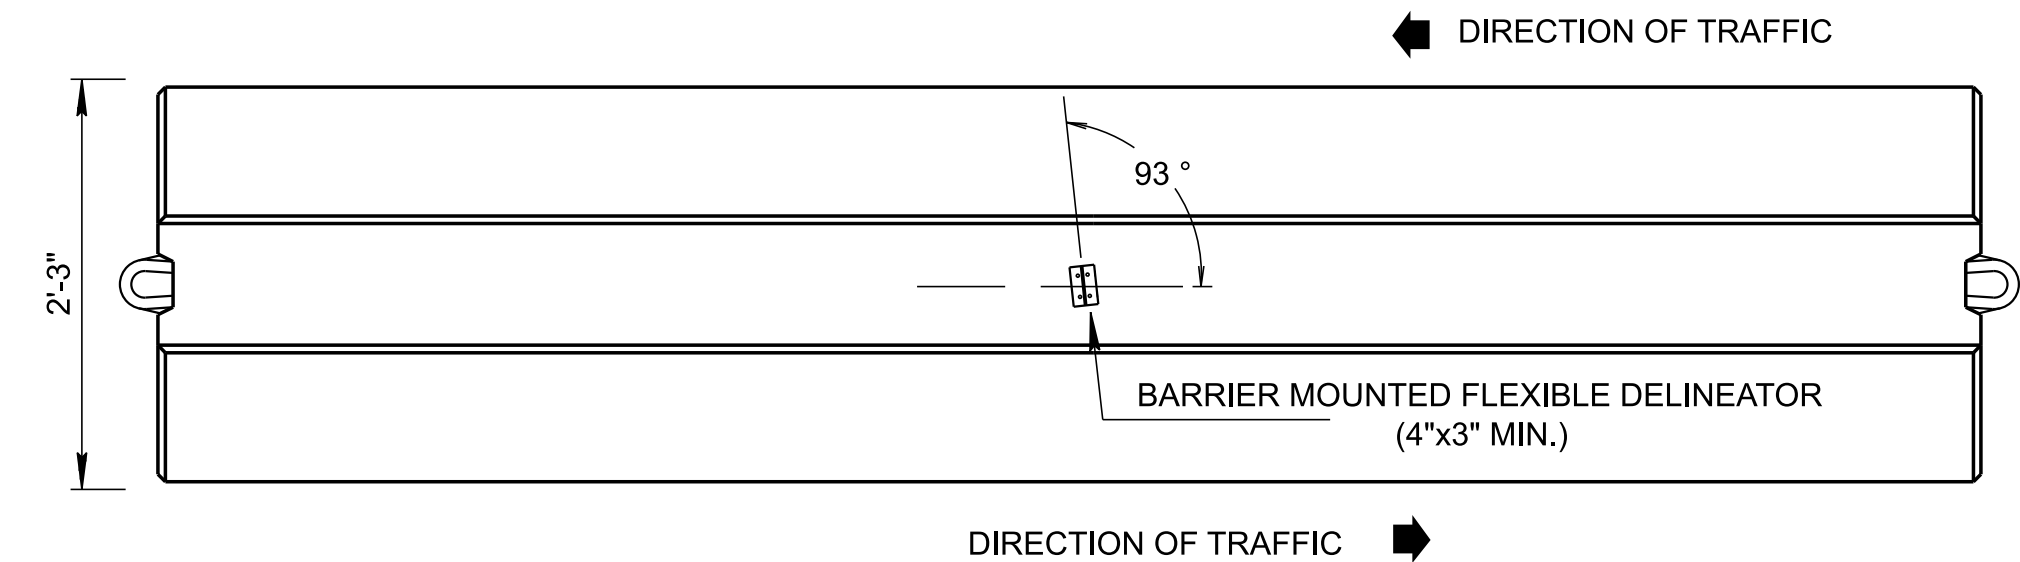 DIRECTION OF TRAFFIC
93 °
2'-3"
BARRIER MOUNTED FLEXIBLE DELINEATOR
(4"x3" MIN.)
DIRECTION OF TRAFFIC